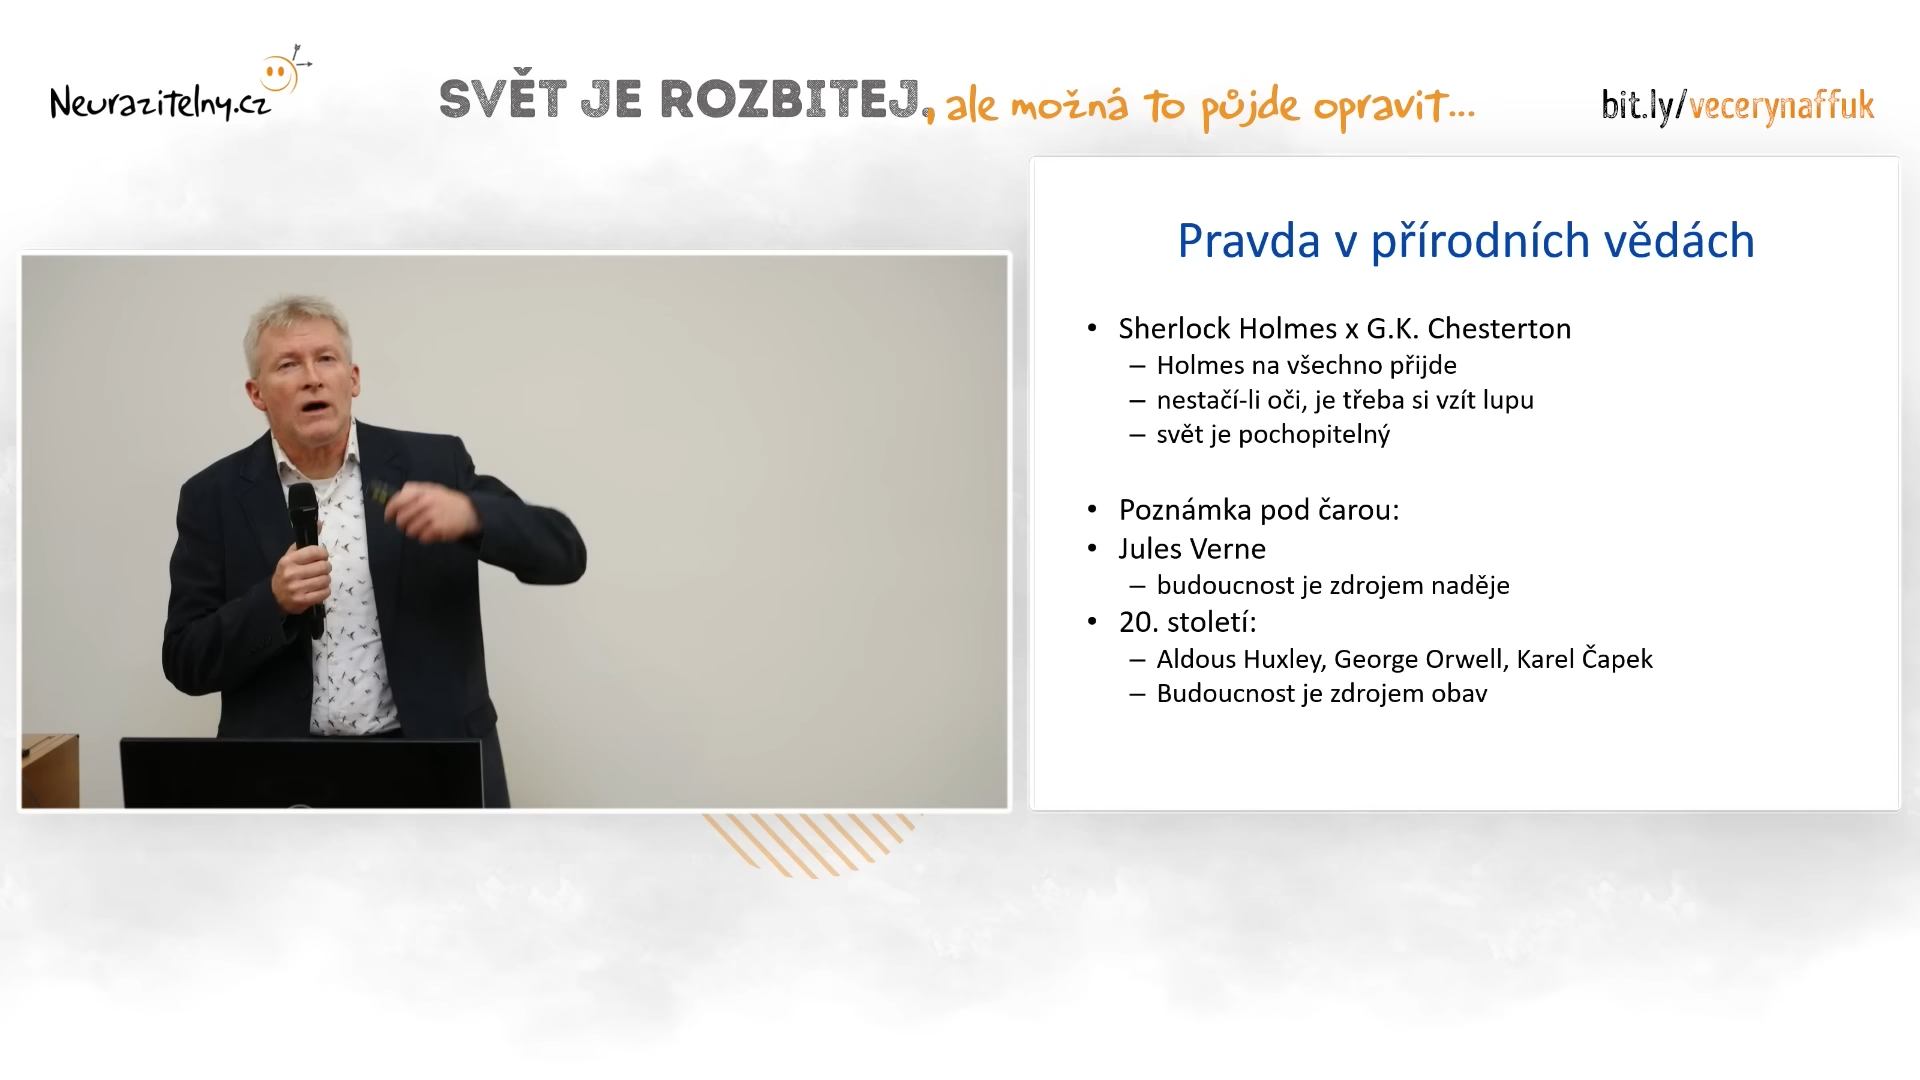 Neurazitelny.cz
SVĚT JE ROZBITEJ, ale možná to půjde opravit...
bit.ly/vecerynaffuk
Pravda v přírodních vědách
• Sherlock Holmes x G.K. Chesterton
– Holmes na všechno přijde
– nestačí-li oči, je třeba si vzít lupu
– svět je pochopitelný
• Poznámka pod čarou:
• Jules Verne
– budoucnost je zdrojem naděje
• 20. století:
– Aldous Huxley, George Orwell, Karel Čapek
– Budoucnost je zdrojem obav